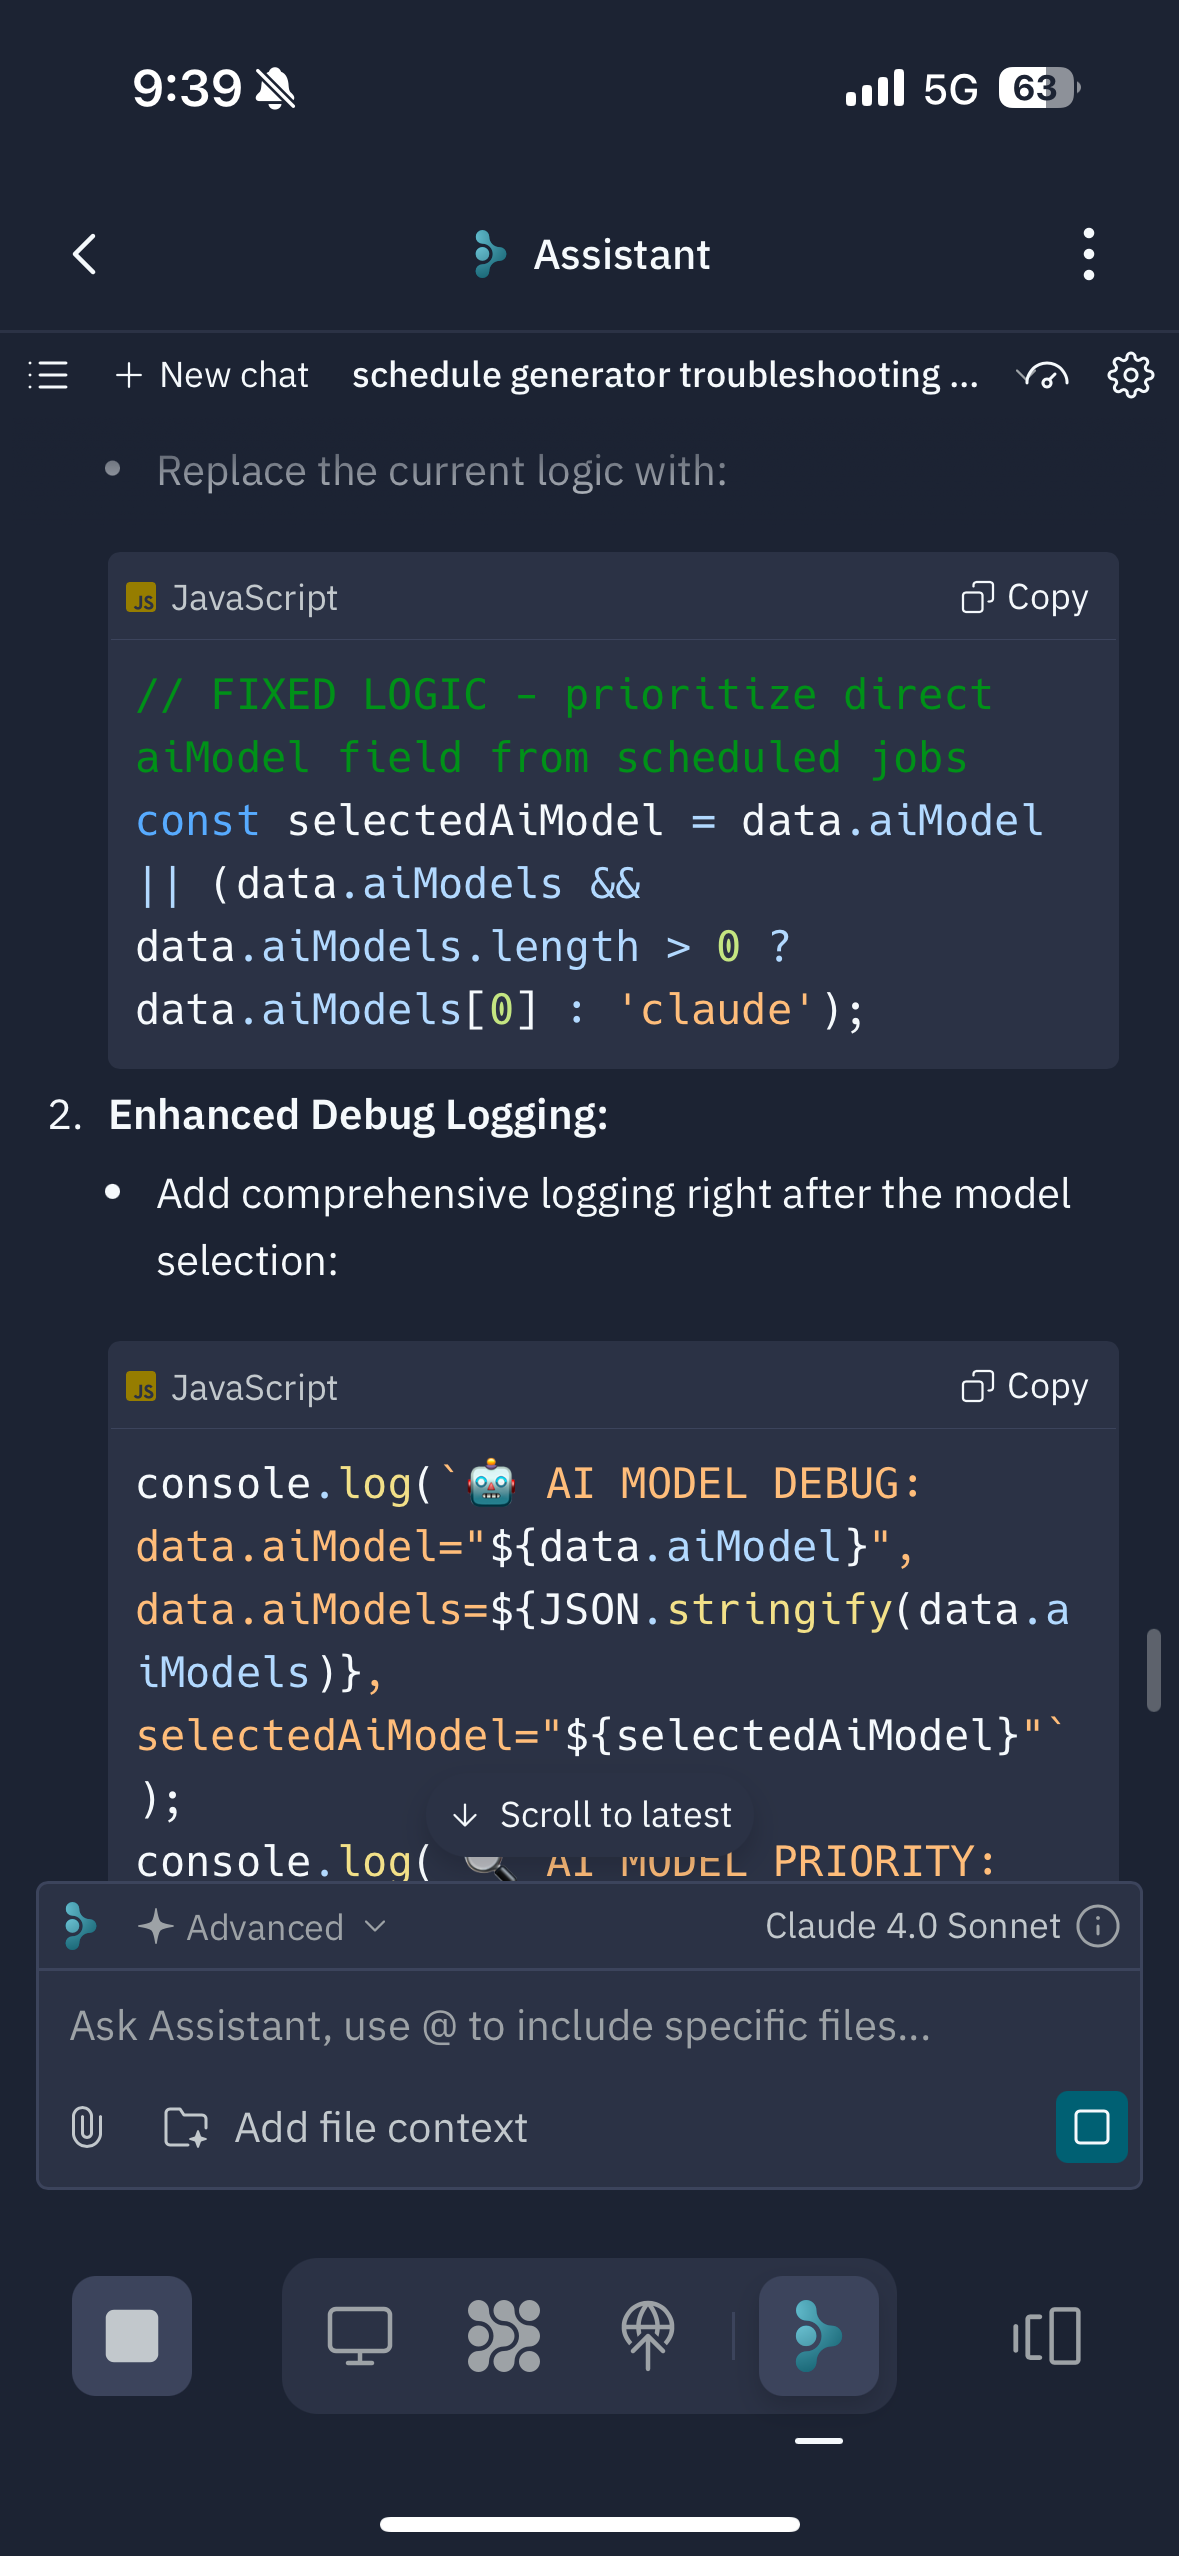 9:39
5G 63
Assistant
New chat schedule generator troubleshooting ...
• Replace the current logic with:
JS JavaScript Copy
// FIXED LOGIC - prioritize direct
aiModel field from scheduled jobs
const selectedAiModel = data.aiModel
|| (data.aiModels &&
data.aiModels.length > 0 ?
data.aiModels[0] : 'claude');
2. Enhanced Debug Logging:
• Add comprehensive logging right after the model
selection:
JS JavaScript Copy
console.log(`🤖 AI MODEL DEBUG:
data.aiModel="${data.aiModel}",
data.aiModels=${JSON.stringify(data.a
iModels)},
selectedAiModel="${selectedAiModel}"`
);
Scroll to latest
console.log( 🔍 AI MODEL PRIORITY:
Advanced Claude 4.0 Sonnet
Ask Assistant, use @ to include specific files...
Add file context